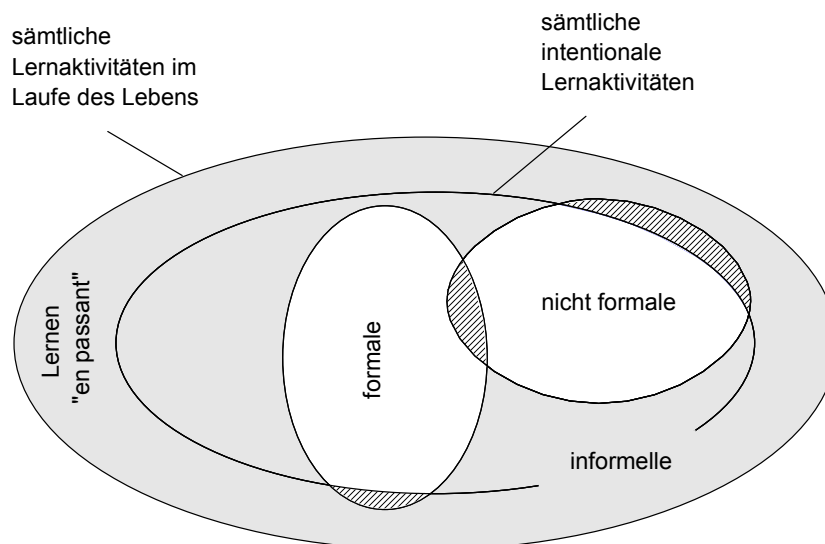 sämtliche
Lernaktivitäten im
Laufe des Lebens
sämtliche
intentionale
Lernaktivitäten
Lernen
"en passant"
formale
nicht formale
informelle